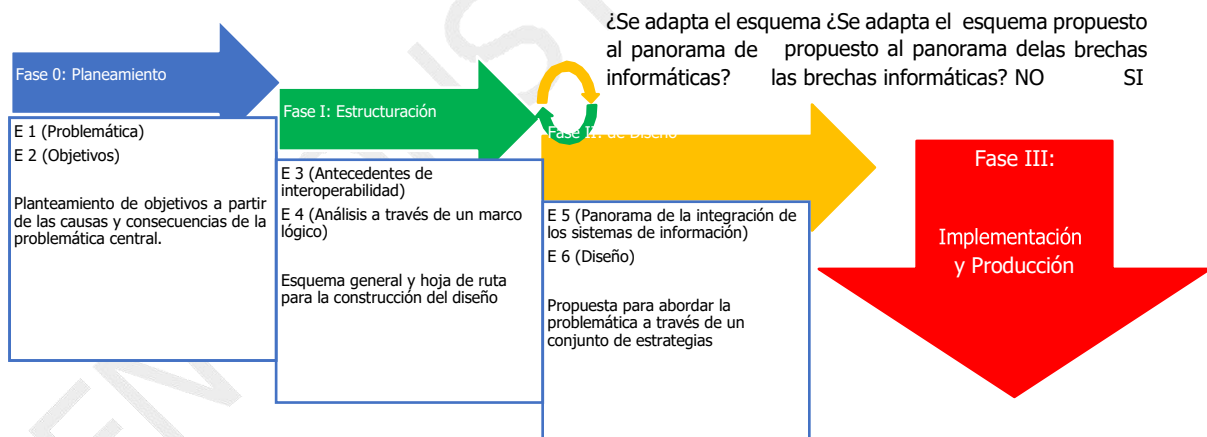 ¿Se adapta el esquema ¿Se adapta el esquema propuesto
al panorama de propuesto al panorama delas brechas
informáticas? las brechas informáticas? NO SI
Fase 0: Planeamiento
E 1 (Problemática)
E 2 (Objetivos)
Planteamiento de objetivos a partir
de las causas y consecuencias de la
problemática central.
Fase I: Estructuración
E 3 (Antecedentes de
interoperabilidad)
E 4 (Análisis a través de un marco
lógico)
Esquema general y hoja de ruta
para la construcción del diseño
Fase II: de Diseño
E 5 (Panorama de la integración de
los sistemas de información)
E 6 (Diseño)
Propuesta para abordar la
problemática a través de un
conjunto de estrategias
Fase III:
Implementación
y Producción